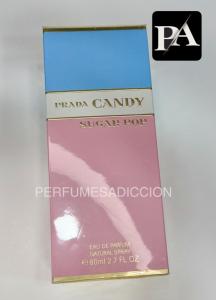 PA
PRADA CANDY
SUGAR POP
PERFUMESADICCION
EAU DE PARFUM
NATURAL SPRAY
℮ 80ml 2.7 FL.OZ